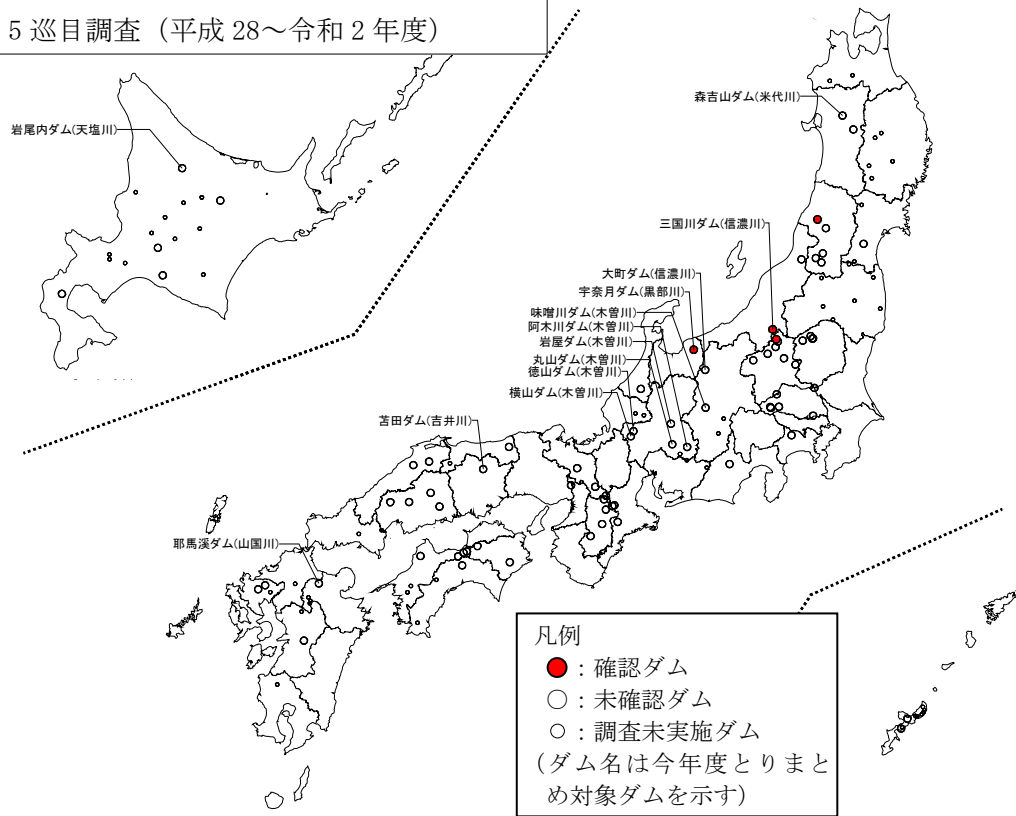 5 巡目調査（平成 28～令和 2 年度）
森吉山ダム(米代川)
岩尾内ダム(天塩川)
三国川ダム(信濃川)
大町ダム(信濃川)
宇奈月ダム(黒部川)
味噌川ダム(木曽川)
阿木川ダム(木曽川)
岩屋ダム(木曽川)
丸山ダム(木曽川)
徳山ダム(木曽川)
横山ダム(木曽川)
苫田ダム(吉井川)
耶馬溪ダム(山国川)
凡例
：確認ダム
：未確認ダム
：調査未実施ダム
(ダム名は今年度とりまと
め対象ダムを示す)